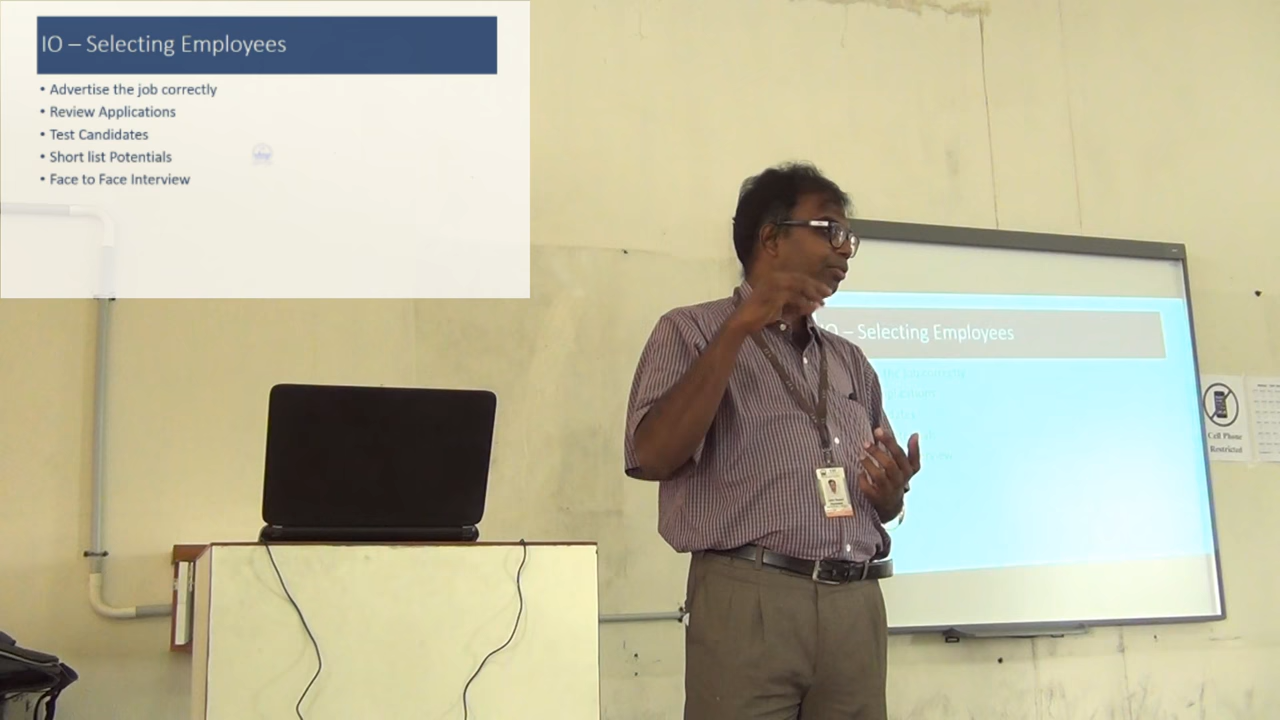 IO – Selecting Employees
• Advertise the job correctly
• Review Applications
• Test Candidates
• Short list Potentials
• Face to Face Interview
– Selecting Employees
Cell Phone
Restricted